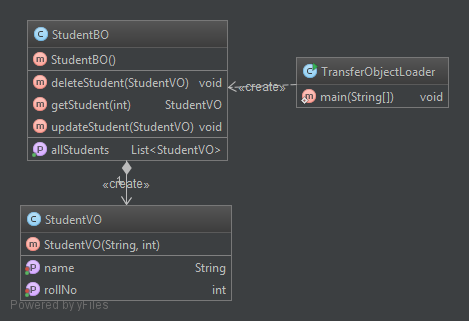 StudentBO
StudentBO()
deleteStudent(StudentVO) void
getStudent(int) StudentVO
updateStudent(StudentVO) void
allStudents List<StudentVO>
«create»
TransferObjectLoader
main(String[]) void
1
«create»
StudentVO
StudentVO(String, int)
name String
rollNo int
Powered by yFiles